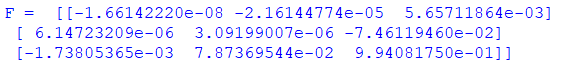 F =  [[-1.66142220e-08 -2.16144774e-05  5.65711864e-03]
[ 6.14723209e-06  3.09199007e-06 -7.46119460e-02]
[-1.73805365e-03  7.87369544e-02  9.94081750e-01]]